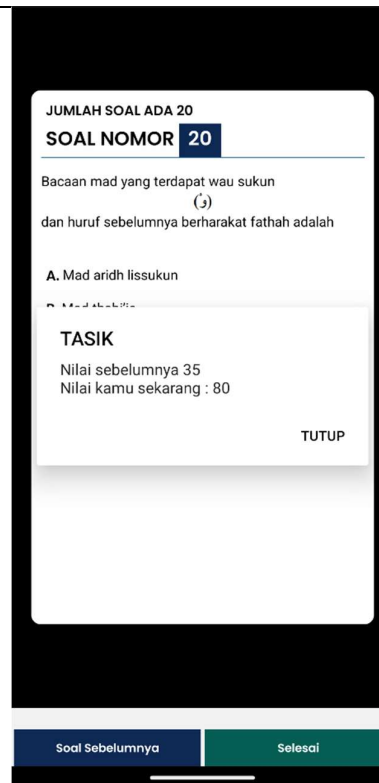 JUMLAH SOAL ADA 20
SOAL NOMOR 20
Bacaan mad yang terdapat wau sukun
(وْ)
dan huruf sebelumnya berharakat fathah adalah
A. Mad aridh lissukun
TASIK
Nilai sebelumnya 35
Nilai kamu sekarang : 80
TUTUP
Soal Sebelumnya
Selesai